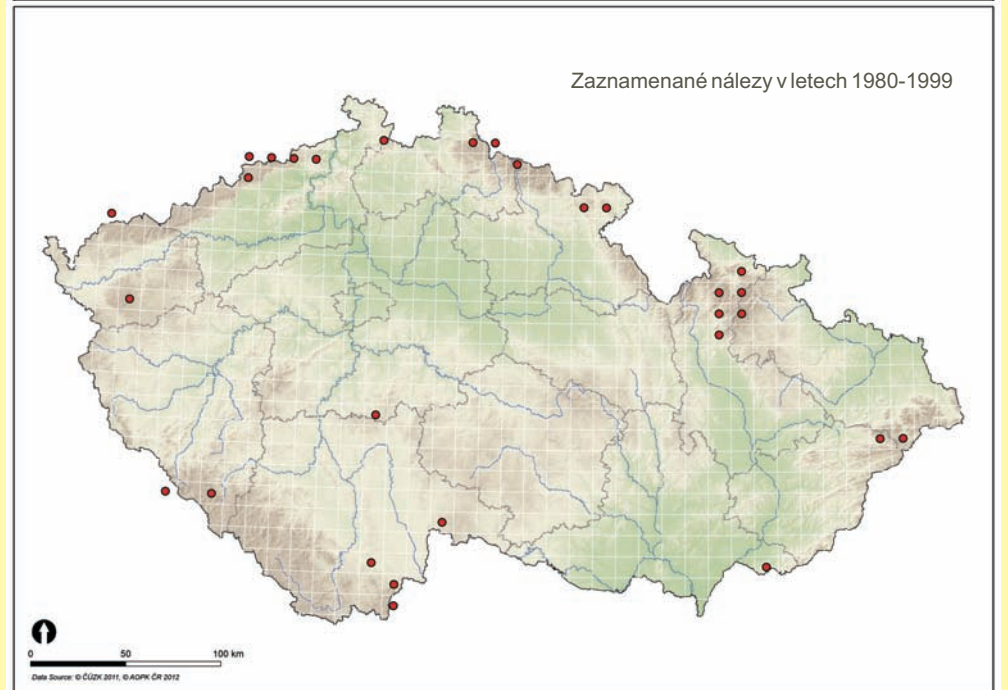 Zaznamenané nálezy v letech 1980-1999
0 50 100 km
Data Source: © ČÚZK 2011, © AOPK ČR 2012